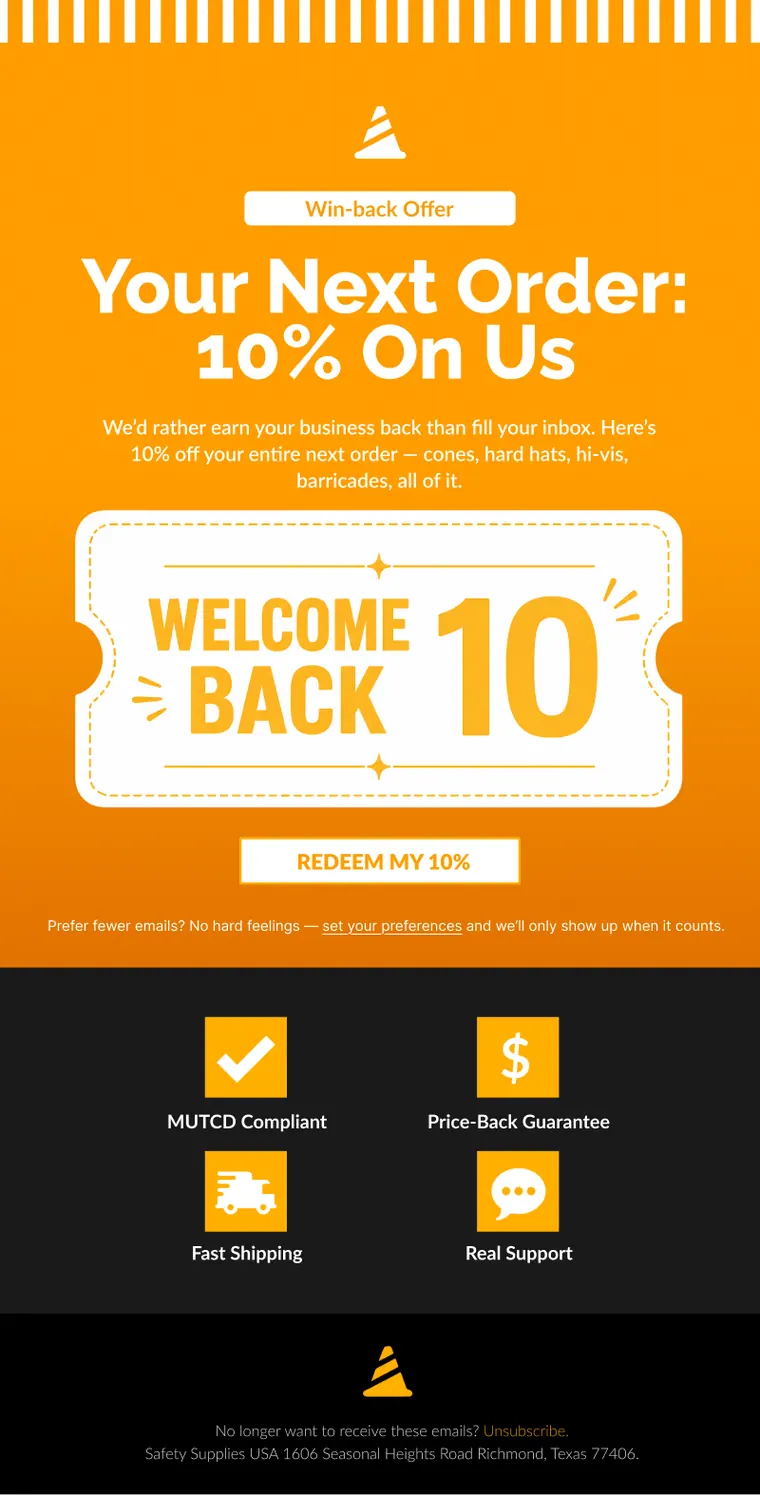 Win-back Offer
Your Next Order:
10% On Us
We'd rather earn your business back than fill your inbox. Here's
10% off your entire next order — cones, hard hats, hi-vis,
barricades, all of it.
WELCOME
BACK
10
REDEEM MY 10%
Prefer fewer emails? No hard feelings — set your preferences and we'll only show up when it counts.
MUTCD Compliant
Price-Back Guarantee
$
Fast Shipping
Real Support
No longer want to receive these emails? Unsubscribe.
Safety Supplies USA 1606 Seasonal Heights Road Richmond, Texas 77406.